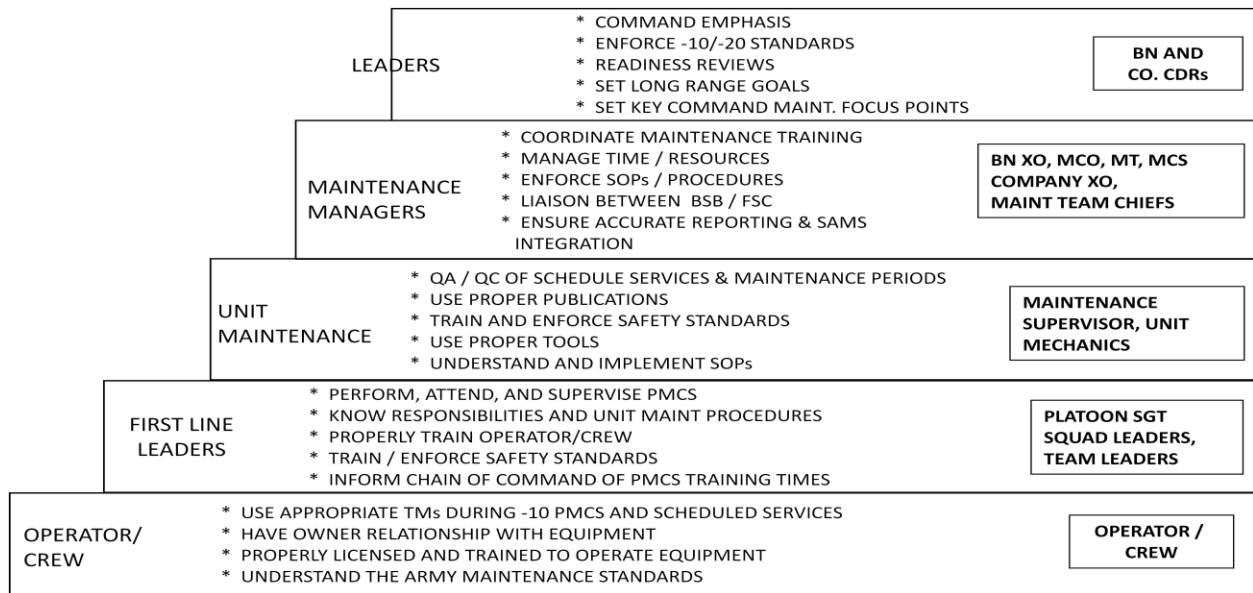 LEADERS
* COMMAND EMPHASIS
* ENFORCE -10/-20 STANDARDS
* READINESS REVIEWS
* SET LONG RANGE GOALS
* SET KEY COMMAND MAINT. FOCUS POINTS
BN AND
CO. CDRs
MAINTENANCE
MANAGERS
* COORDINATE MAINTENANCE TRAINING
* MANAGE TIME / RESOURCES
* ENFORCE SOPs / PROCEDURES
* LIAISON BETWEEN BSB / FSC
* ENSURE ACCURATE REPORTING & SAMS
INTEGRATION
BN XO, MCO, MT, MCS
COMPANY XO,
MAINT TEAM CHIEFS
UNIT
MAINTENANCE
* QA / QC OF SCHEDULE SERVICES & MAINTENANCE PERIODS
* USE PROPER PUBLICATIONS
* TRAIN AND ENFORCE SAFETY STANDARDS
* USE PROPER TOOLS
* UNDERSTAND AND IMPLEMENT SOPs
MAINTENANCE
SUPERVISOR, UNIT
MECHANICS
FIRST LINE
LEADERS
* PERFORM, ATTEND, AND SUPERVISE PMCS
* KNOW RESPONSIBILITIES AND UNIT MAINT PROCEDURES
* PROPERLY TRAIN OPERATOR/CREW
* TRAIN / ENFORCE SAFETY STANDARDS
* INFORM CHAIN OF COMMAND OF PMCS TRAINING TIMES
PLATOON SGT
SQUAD LEADERS,
TEAM LEADERS
OPERATOR/
CREW
* USE APPROPRIATE TMs DURING -10 PMCS AND SCHEDULED SERVICES
* HAVE OWNER RELATIONSHIP WITH EQUIPMENT
* PROPERLY LICENSED AND TRAINED TO OPERATE EQUIPMENT
* UNDERSTAND THE ARMY MAINTENANCE STANDARDS
OPERATOR /
CREW